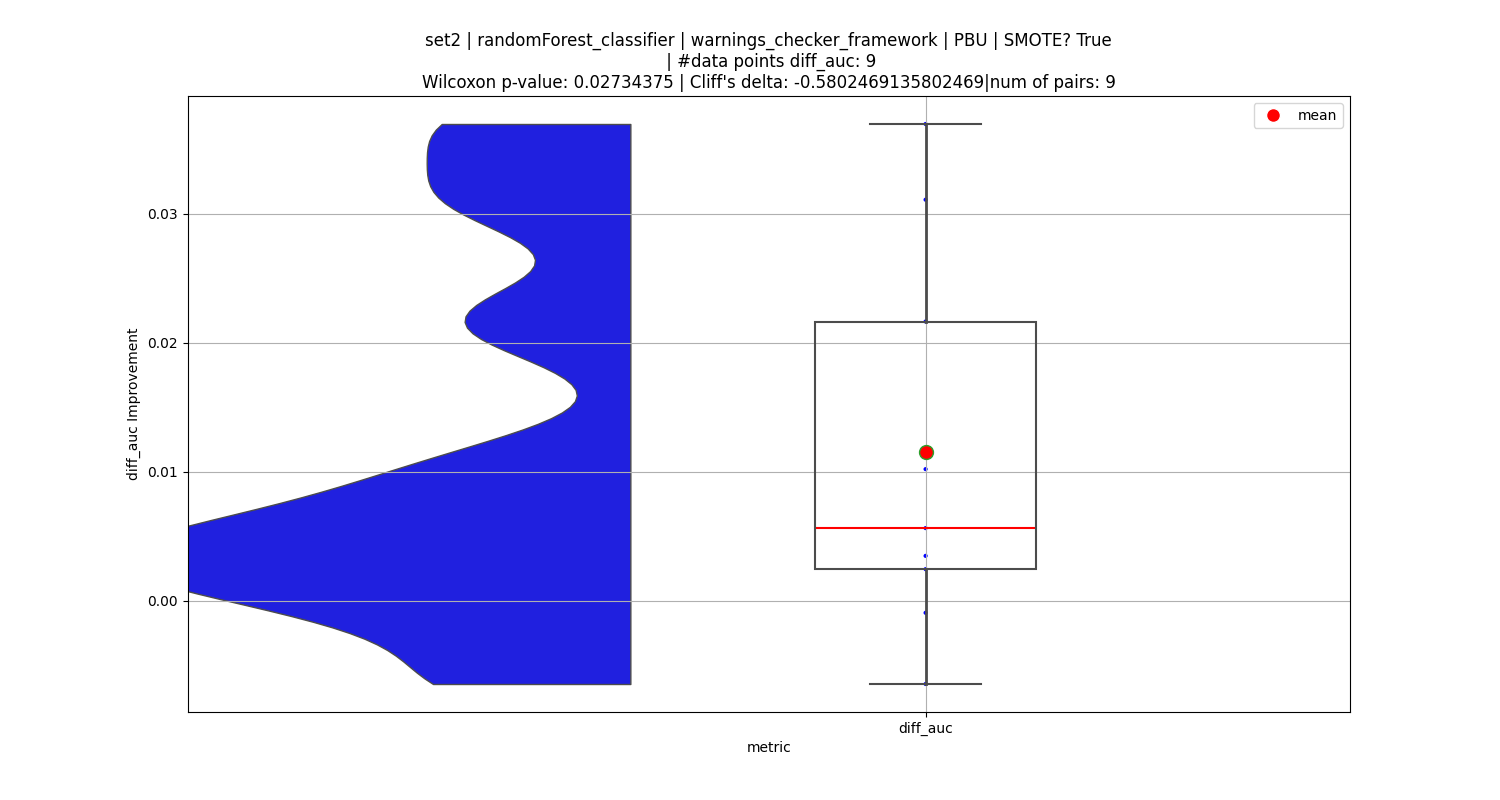 set2 | randomForest_classifier | warnings_checker_framework | PBU | SMOTE? True
| #data points diff_auc: 9
Wilcoxon p-value: 0.02734375 | Cliff's delta: -0.5802469135802469|num of pairs: 9
mean
0.03
0.02
0.01
0.00
diff_auc Improvement
diff_auc
metric